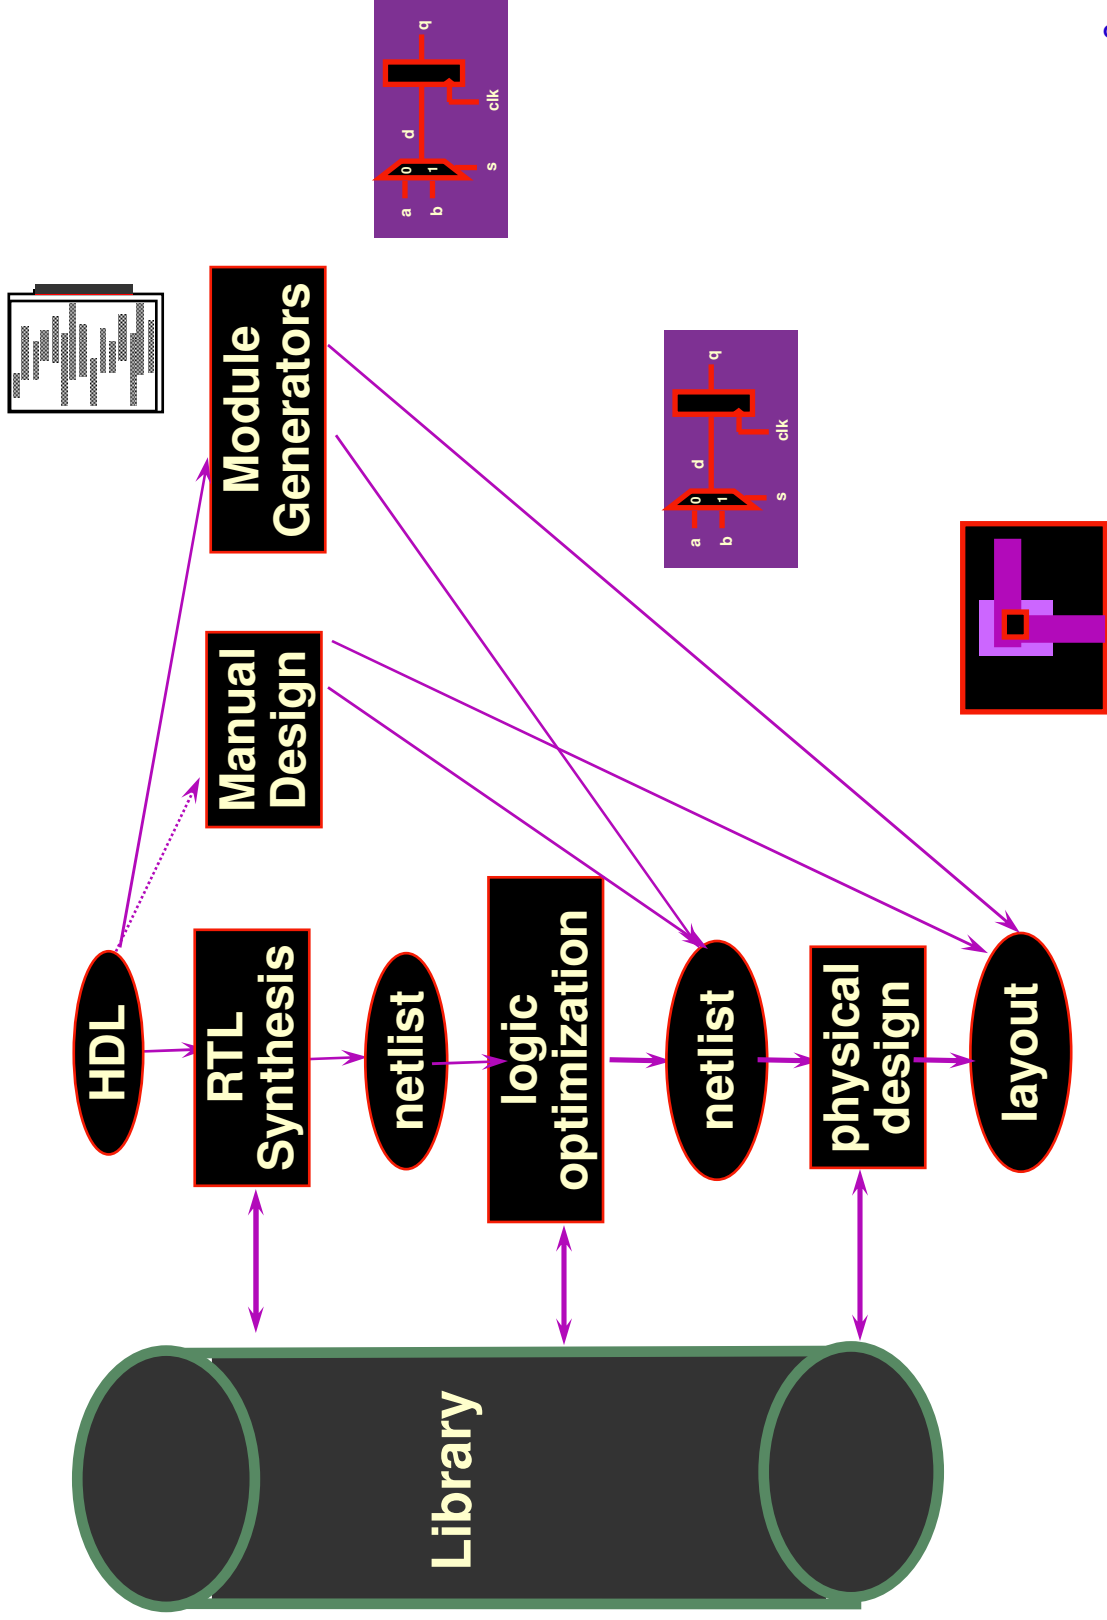 HDL
RTL
Synthesis
netlist
logic
optimization
netlist
physical
design
layout
Library
Manual
Design
Module
Generators
a
b
0
1
d
s
clk
q
a
b
0
1
d
s
clk
q